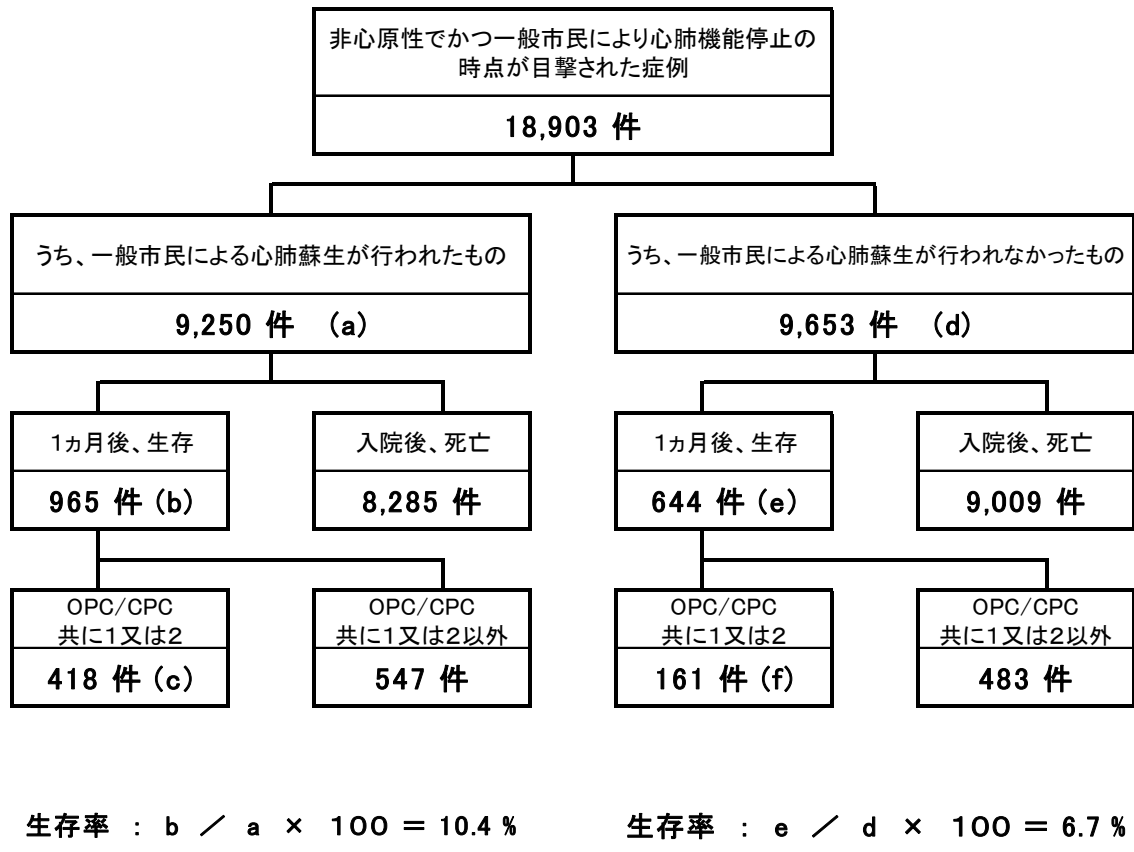 非心原性でかつ一般市民により心肺機能停止の
時点が目撃された症例
18,903 件
うち、一般市民による心肺蘇生が行われたもの
9,250 件 (a)
うち、一般市民による心肺蘇生が行われなかったもの
9,653 件 (d)
1ヵ月後、生存
965 件 (b)
入院後、死亡
8,285 件
1ヵ月後、生存
644 件 (e)
入院後、死亡
9,009 件
OPC/CPC
共に1又は2
418 件 (c)
OPC/CPC
共に1又は2以外
547 件
OPC/CPC
共に1又は2
161 件 (f)
OPC/CPC
共に1又は2以外
483 件
生存率 : b / a × 100 = 10.4 %
生存率 : e / d × 100 = 6.7 %